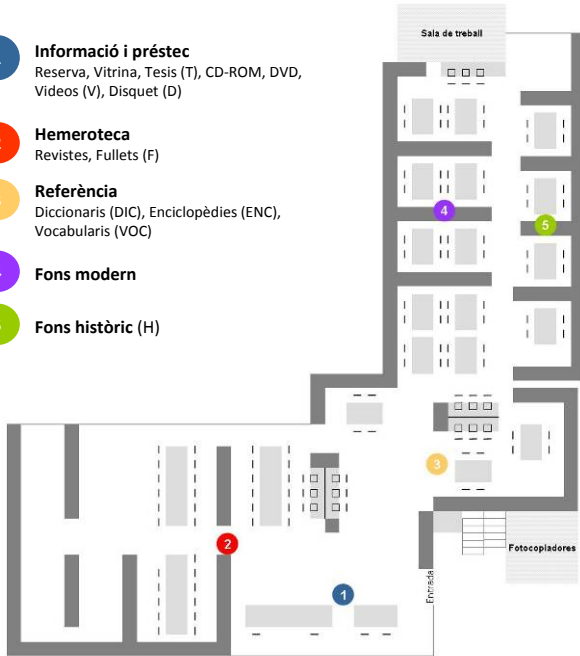 Informació i préstec
Reserva, Vitrina, Tesis (T), CD-ROM, DVD,
Videos (V), Disquet (D)
Hemeroteca
Revistes, Fullets (F)
Referència
Diccionaris (DIC), Enciclopèdies (ENC),
Vocabularis (VOC)
Fons modern
Fons històric (H)
Sala de treball
4
5
3
2
Fotocopiadores
Entrada
1